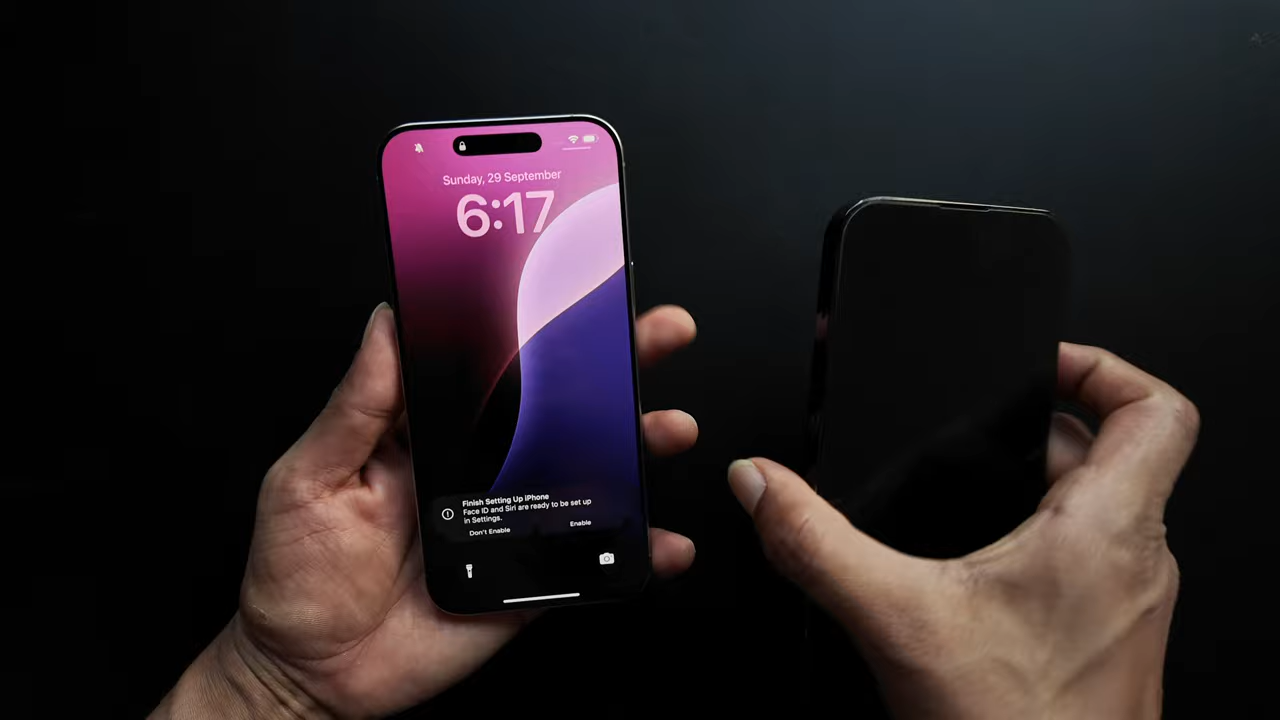 Sunday, 29 September
6:17
Finish Setting Up iPhone
Face ID and Siri are ready to be set up
in Settings.
Don't Enable
Enable